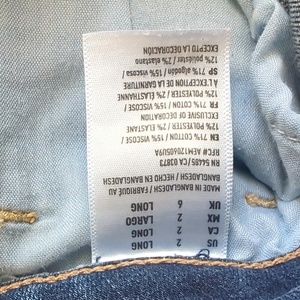 US 2 LONG
CA 2 LONG
MX 2 LARGO
UK 6 LONG
MADE IN BANGLADESH / FABRIQUÉ AU
BANGLADESH / HECHO EN BANGLADESH
RN 54485/ CA 03873
RFC#
EN 71% COTTON / 15% VISCOSE /
12% POLYESTER / 2% ELASTANE
EXCLUSIVE OF DECORATION
FR 71% COTON / 15% VISCOSE /
12% POLYESTER / 2% ÉLASTHANNE
À L'EXCEPTION DE LA GARNITURE
SP 71% algodón / 15% viscosa /
12% poliéster / 2% elastano
EXCEPTO LA DECORACIÓN